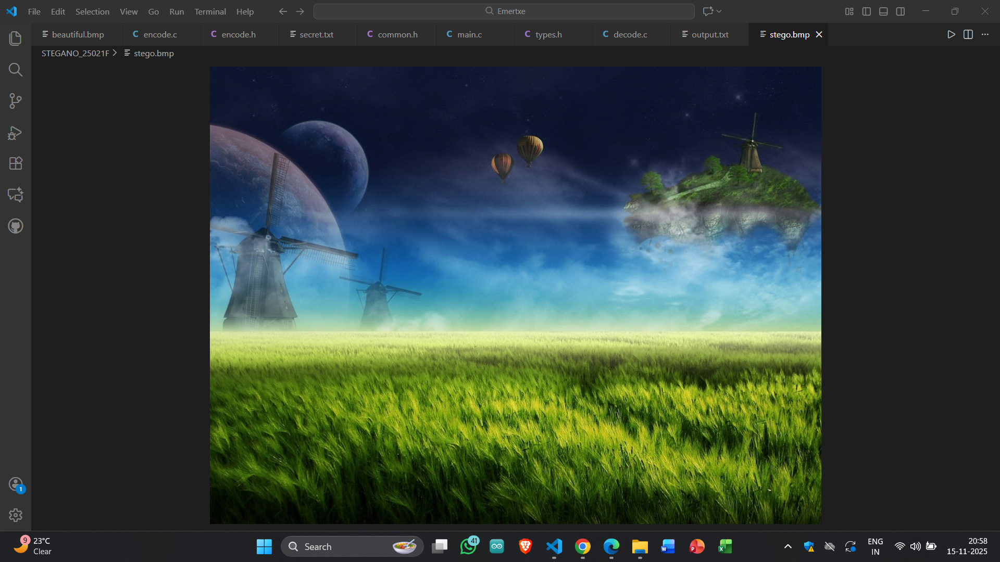 File Edit Selection View Go Run Terminal Help
Emertxe
beautiful.bmp
C encode.c
C encode.h
secret.txt
C common.h
C main.c
C types.h
C decode.c
output.txt
stego.bmp
STEGANO_25021F > stego.bmp
1
9
23°C
Clear
Search
41
W
P
X
ENG
IN
20:58
15-11-2025